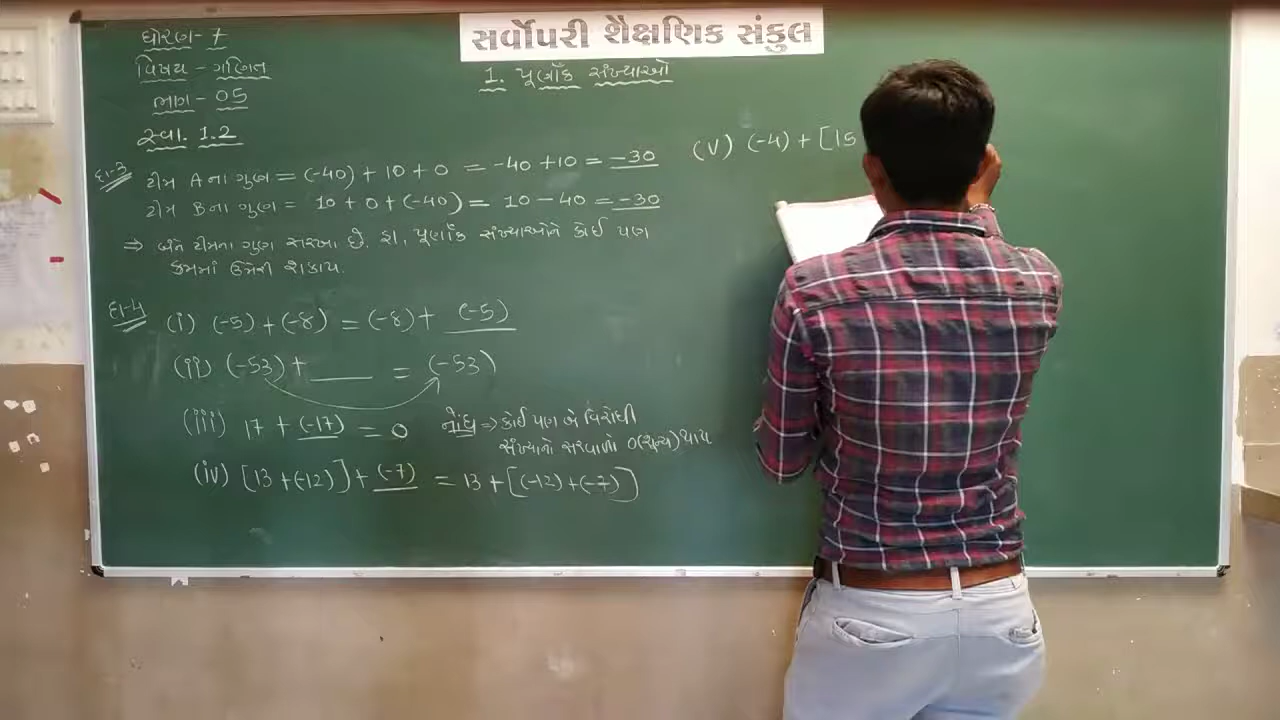 સર્વોપરી શૈક્ષણિક સંકુલ
ધોરણ - 7
વિષય - ગણિત
ભાગ - 05
સ્વા. 1.2
1. પૂર્ણાંક સંખ્યાઓ
દા-3 ટીમ A ના ગુણ = (-40) + 10 + 0 = -40 + 10 = -30
ટીમ B ના ગુણ = 10 + 0 + (-40) = 10 - 40 = -30
⇒ બંને ટીમના ગુણ સરખા છે. હા, પૂર્ણાંક સંખ્યાઓને કોઈ પણ
ક્રમમાં ઉમેરી શકાય.
દા-4 (i) (-5) + (-8) = (-8) + (-5)
(ii) (-53) + ____ = (-53)
(iii) 17 + (-17) = 0
નોંધ ⇒ કોઈ પણ બે વિરોધી
સંખ્યાનો સરવાળો 0 (શૂન્ય) થાય
(iv) [13 + (-12)] + (-7) = 13 + [(-12) + (-7)]
(v) (-4) + [15